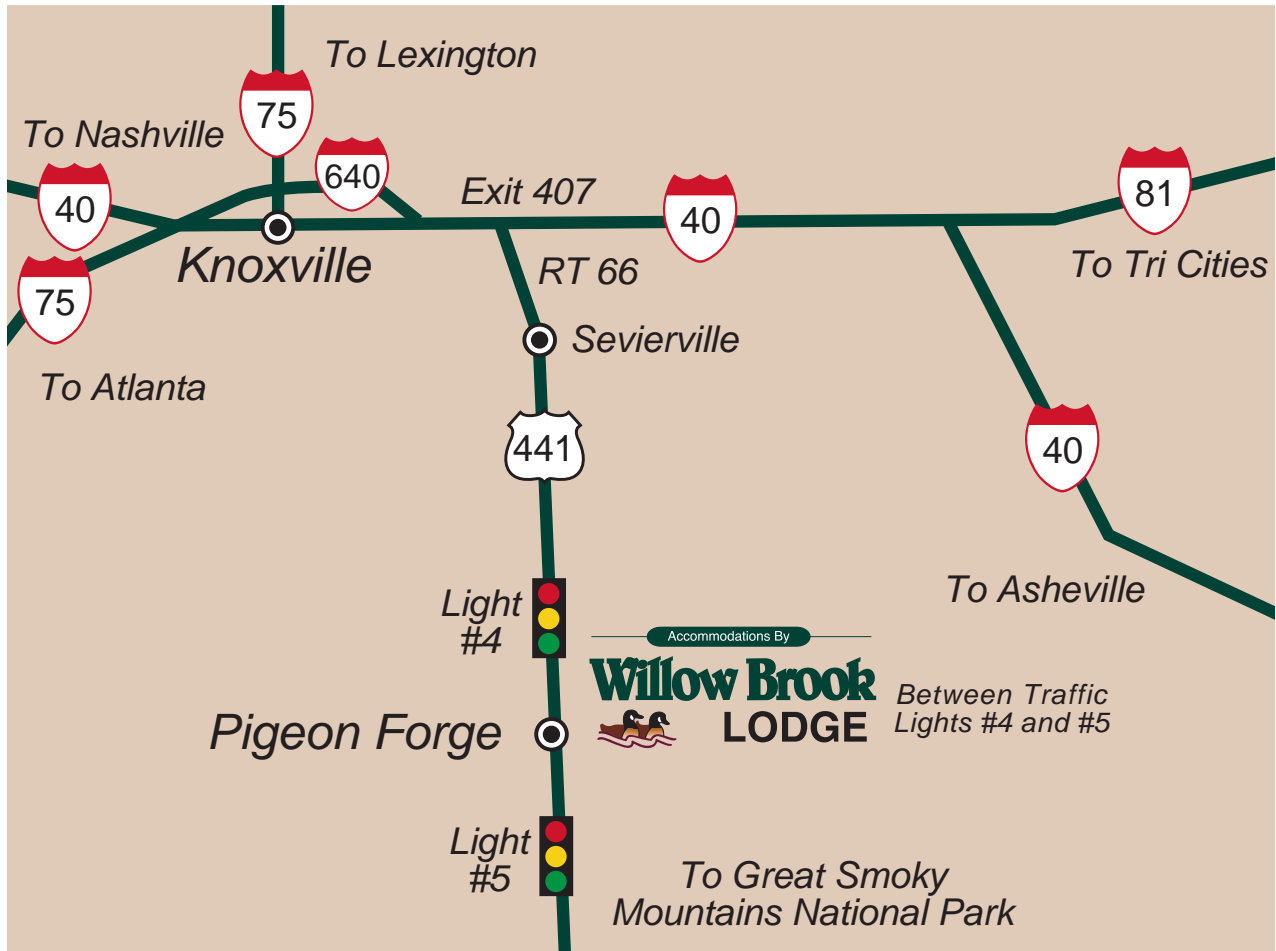 To Lexington
75
To Nashville
640
40
Exit 407
40
81
Knoxville
RT 66
To Tri Cities
75
Sevierville
To Atlanta
441
40
To Asheville
Light
#4
Accommodations By
Willow Brook
LODGE
Between Traffic
Lights #4 and #5
Pigeon Forge
Light
#5
To Great Smoky
Mountains National Park